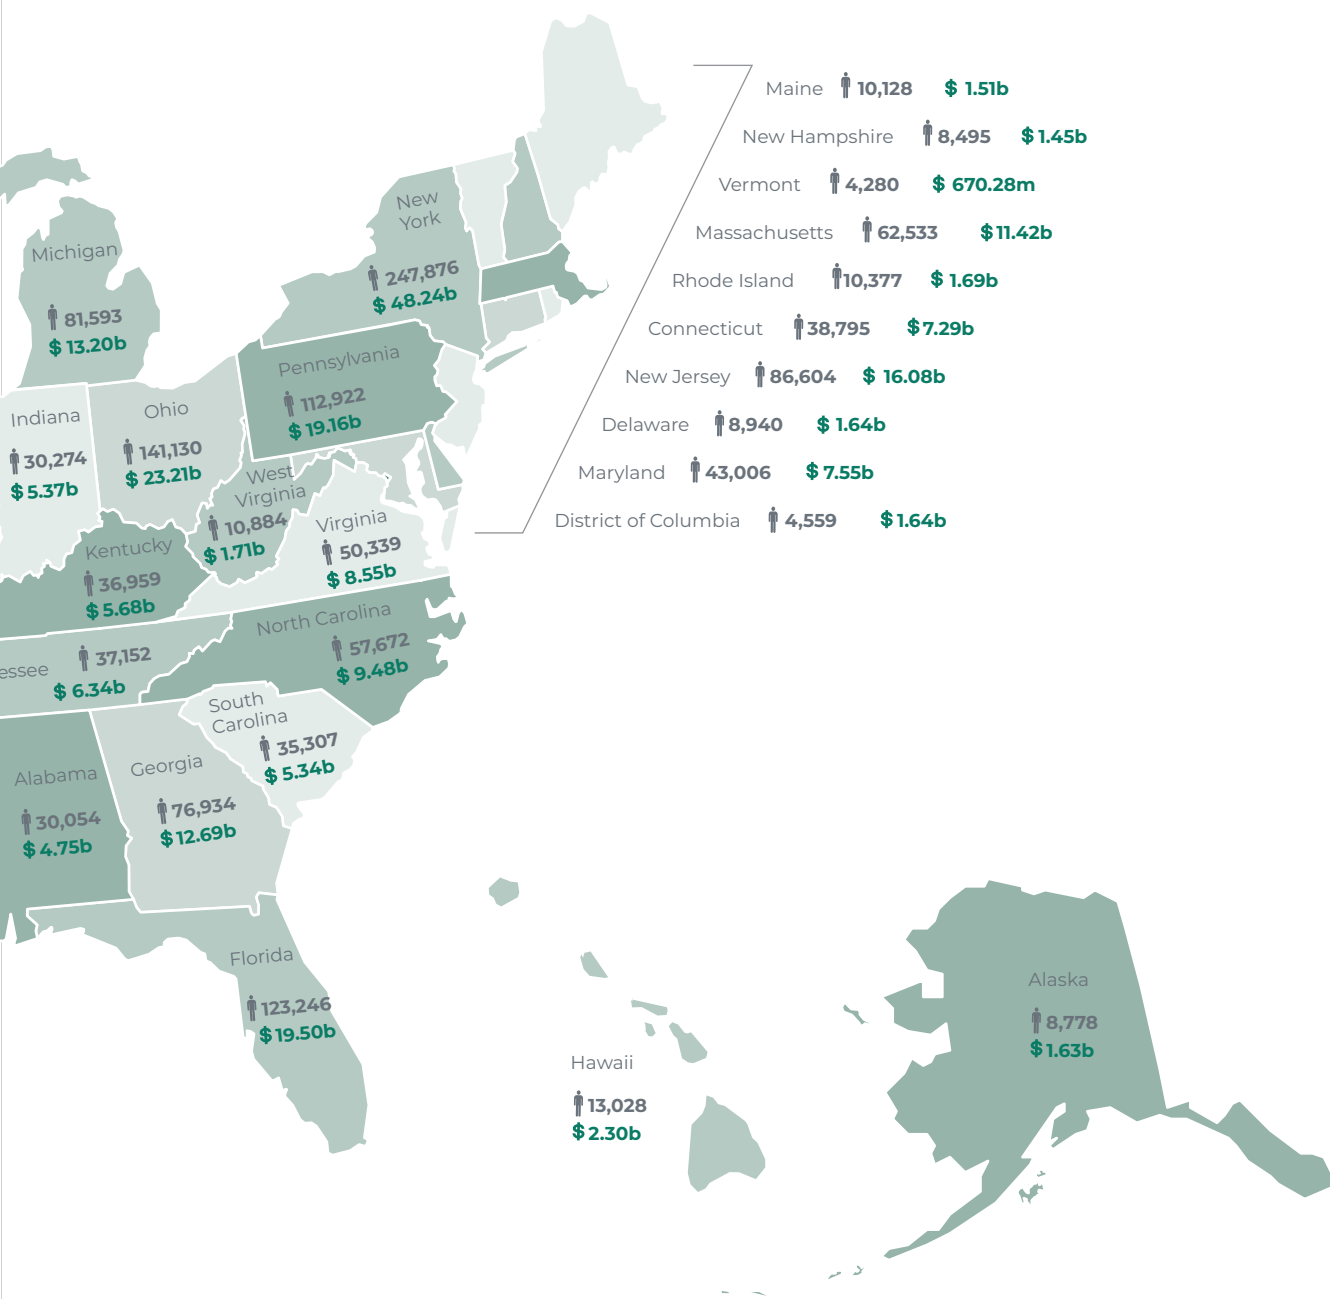 Maine 10,128 $ 1.51b
New Hampshire 8,495 $ 1.45b
Vermont 4,280 $ 670.28m
Massachusetts 62,533 $ 11.42b
Rhode Island 10,377 $ 1.69b
Connecticut 38,795 $ 7.29b
New Jersey 86,604 $ 16.08b
Delaware 8,940 $ 1.64b
Maryland 43,006 $ 7.55b
District of Columbia 4,559 $ 1.64b
New
York
247,876
$ 48.24b
Michigan
81,593
$ 13.20b
Pennsylvania
112,922
$ 19.16b
Indiana
30,274
$ 5.37b
Ohio
141,130
$ 23.21b
West
Virginia
10,884
$ 1.71b
Virginia
50,339
$ 8.55b
Kentucky
36,959
$ 5.68b
North Carolina
57,672
$ 9.48b
essee 37,152
$ 6.34b
South
Carolina
35,307
$ 5.34b
Alabama
30,054
$ 4.75b
Georgia
76,934
$ 12.69b
Florida
123,246
$ 19.50b
Hawaii
13,028
$ 2.30b
Alaska
8,778
$ 1.63b